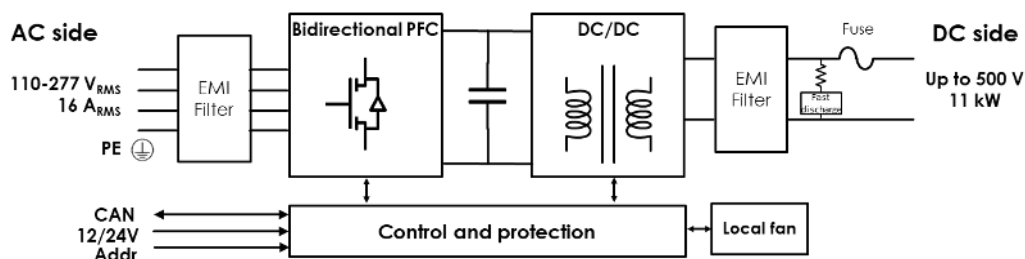 AC side
110-277 VRMS
16 ARMS
PE
EMI
Filter
Bidirectional PFC
DC/DC
EMI
Filter
Fuse
Fast
discharge
DC side
Up to 500 V
11 kW
CAN
12/24V
Addr
Control and protection
Local fan